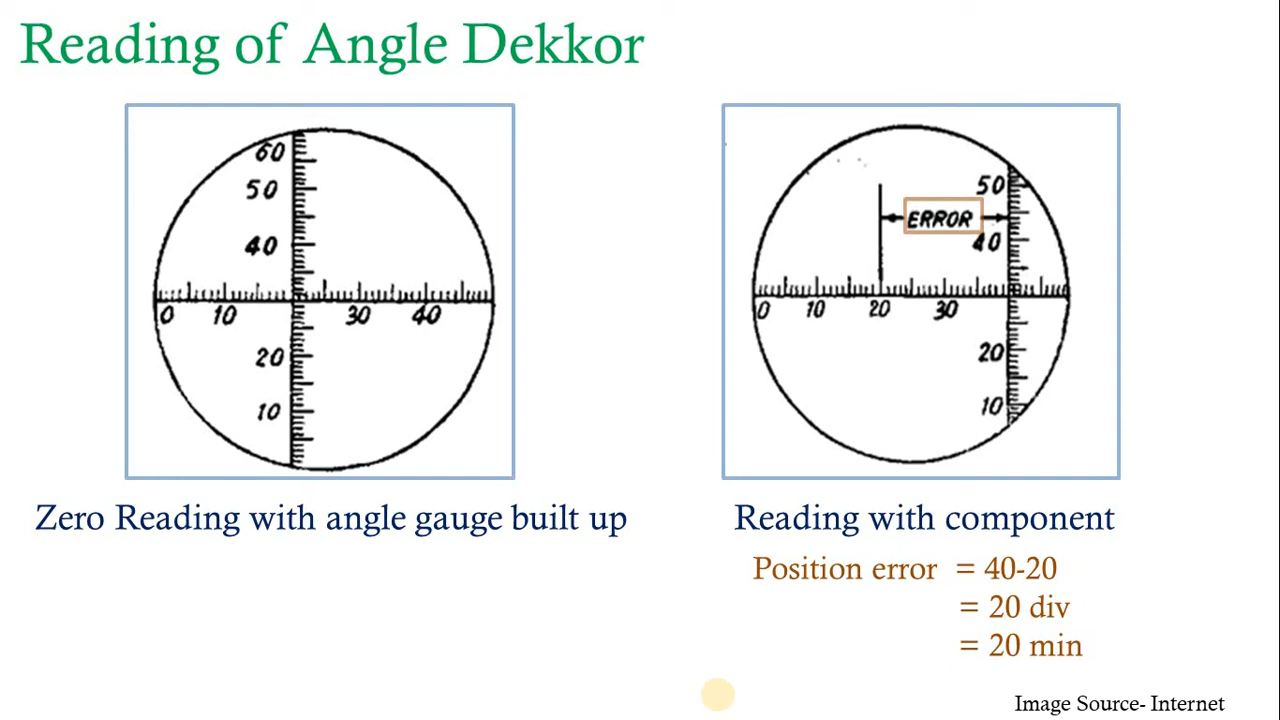 Reading of Angle Dekkor
60
50
40
0 10 30 40
20
10
Zero Reading with angle gauge built up
50
ERROR
40
0 10 20 30
20
10
Reading with component
Position error = 40-20
= 20 div
= 20 min
Image Source- Internet